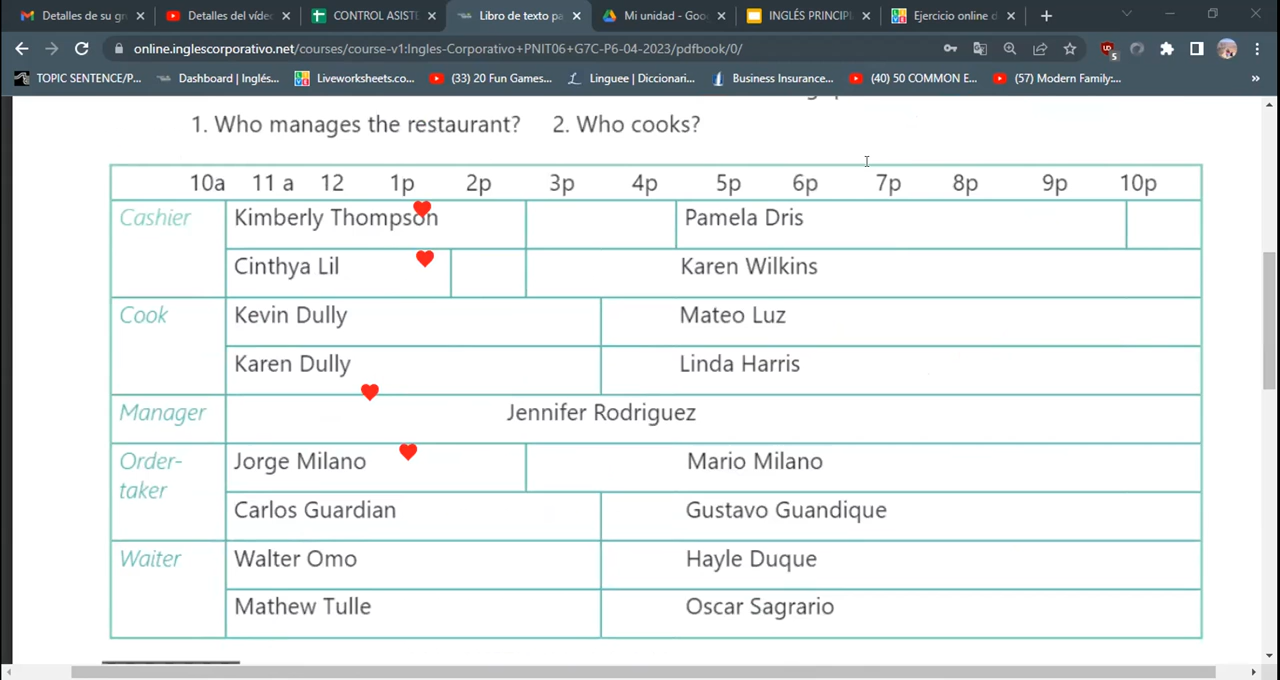 Detalles de su gr
Detalles del víde
CONTROL ASIST
Libro de texto pa
Mi unidad - Goo
INGLÉS PRINCIP
Ejercicio online d
online.inglescorporativo.net/courses/course-v1:Ingles-Corporativo+PNIT06+G7C-P6-04-2023/pdfbook/0/
5
TOPIC SENTENCE/P...
Dashboard | Inglés...
Liveworksheets.co...
(33) 20 Fun Games...
Linguee | Diccionari...
Business Insurance...
(40) 50 COMMON E...
(57) Modern Family:...
»
1. Who manages the restaurant? 2. Who cooks?
10a 11 a 12 1p 2p 3p 4p 5p 6p 7p 8p 9p 10p
Cashier Kimberly Thompson Pamela Dris
Cinthya Lil Karen Wilkins
Cook Kevin Dully Mateo Luz
Karen Dully Linda Harris
Manager Jennifer Rodriguez
Order- Jorge Milano Mario Milano
taker
Carlos Guardian Gustavo Guandique
Waiter Walter Omo Hayle Duque
Mathew Tulle Oscar Sagrario